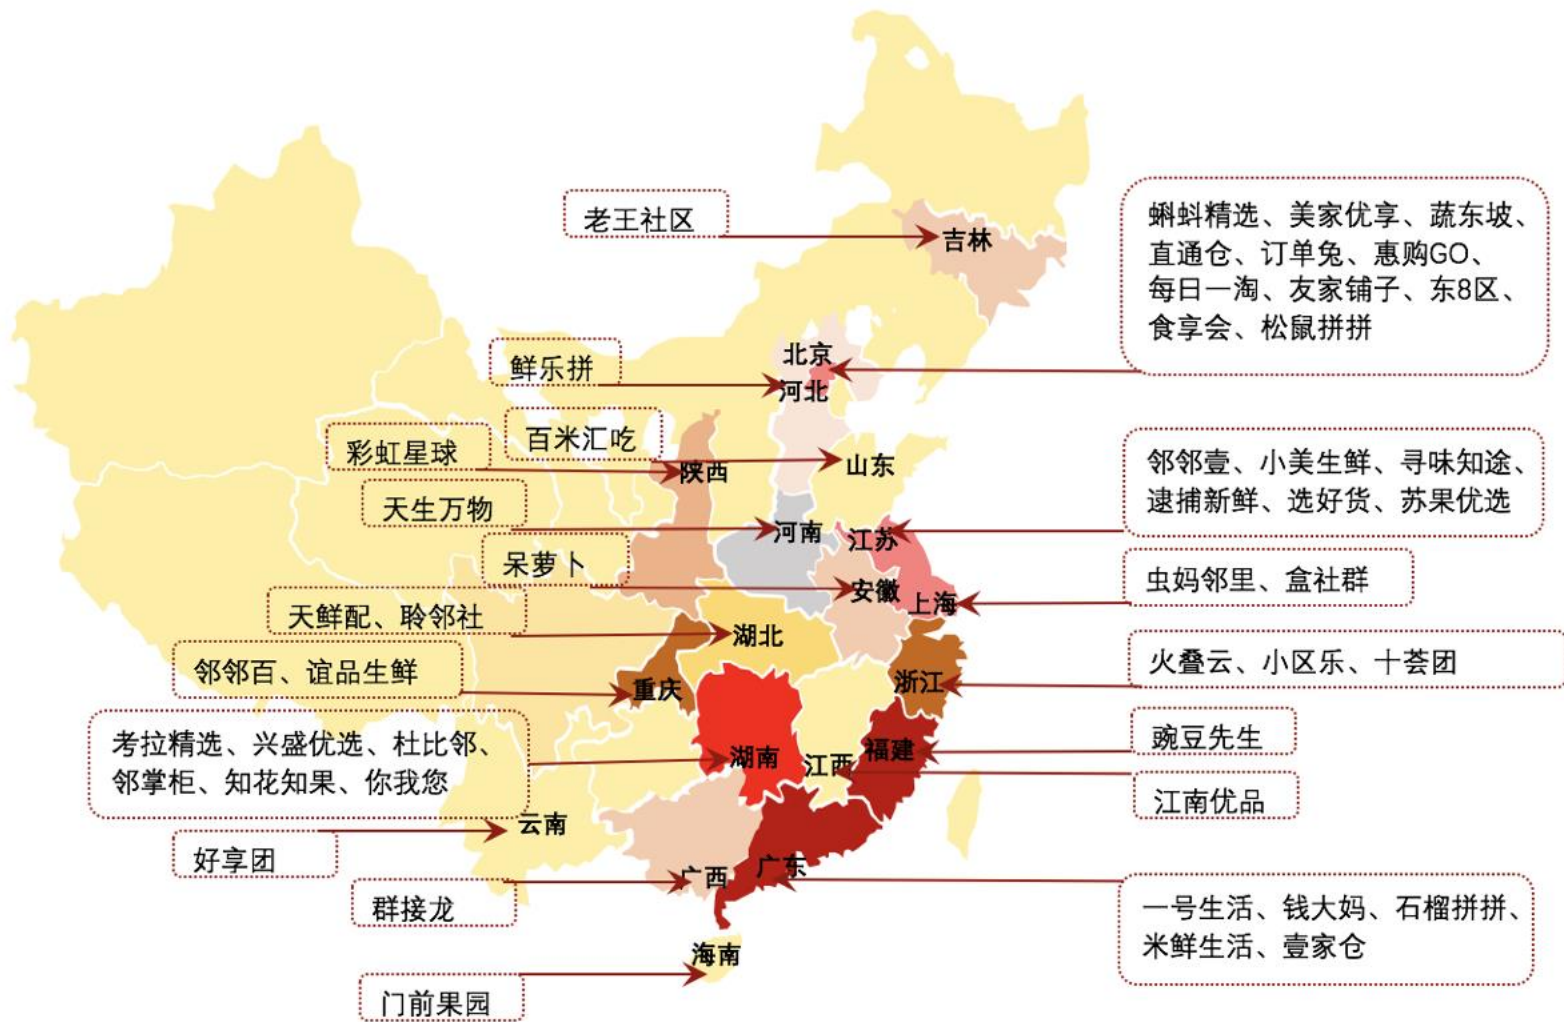 老王社区
吉林
蝌蚪精选、美家优享、蔬东坡、
直通仓、订单兔、惠购GO、
每日一淘、友家铺子、东8区、
食享会、松鼠拼拼
北京
鲜乐拼
河北
百米汇吃
彩虹星球
陕西
山东
邻邻壹、小美生鲜、寻味知途、
逮捕新鲜、选好货、苏果优选
天生万物
河南
江苏
呆萝卜
安徽
上海
虫妈邻里、盒社群
天鲜配、聆邻社
湖北
邻邻百、谊品生鲜
重庆
浙江
火叠云、小区乐、十荟团
考拉精选、兴盛优选、杜比邻、
邻掌柜、知花知果、你我您
湖南
江西
福建
豌豆先生
江南优品
云南
好享团
广西
广东
群接龙
一号生活、钱大妈、石榴拼拼、
米鲜生活、壹家仓
海南
门前果园